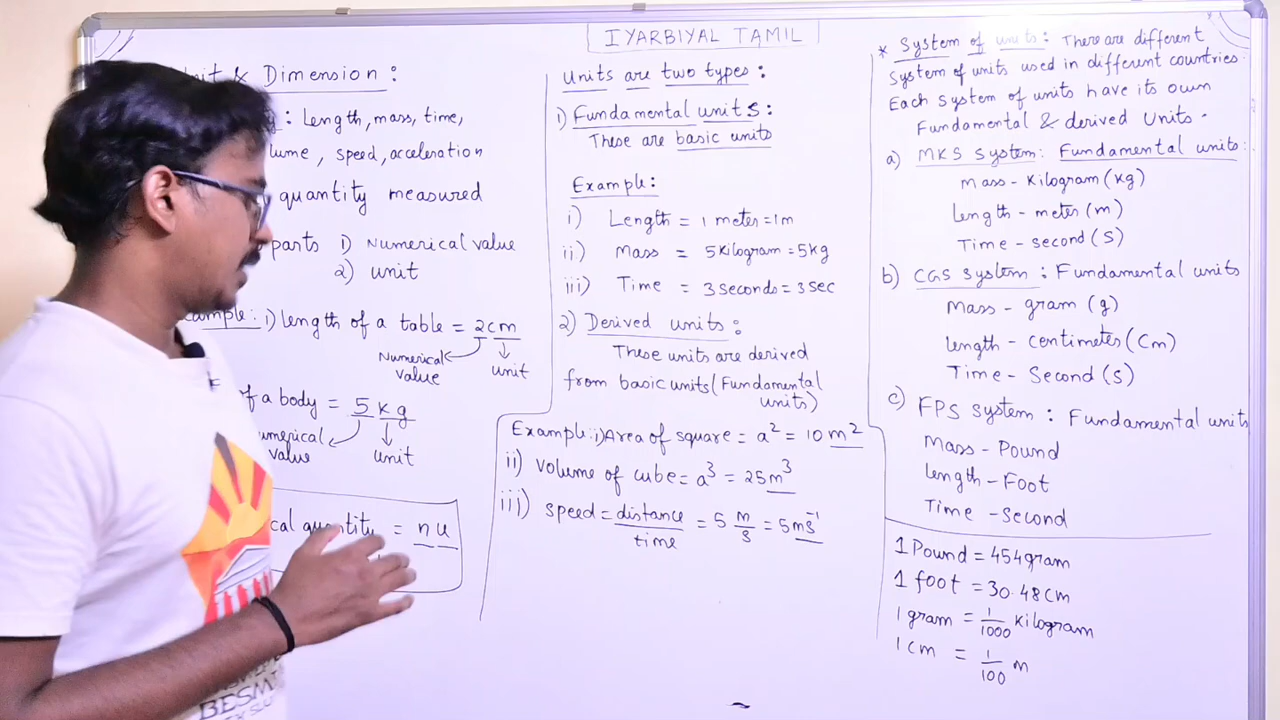 IYARBIYAL TAMIL
& Dimension :
: Length, mass, time,
speed, acceleration
quantity measured
parts 1) Numerical value
2) unit
1) length of a table = 2cm
Numerical value
unit
of a body = 5 kg
value
unit
quantity = nu
Units are two types :
1) Fundamental units :
These are basic units
Example :
i) Length = 1 meter = 1m
ii) Mass = 5 Kilogram = 5kg
iii) Time = 3 seconds = 3 sec
2) Derived units :
These units are derived
from basic units (Fundamental
units)
Example : i) Area of square = a² = 10 m²
ii) volume of cube = a³ = 25m³
iii) speed = distance/time = 5 m/s = 5 ms⁻¹
* System of units : There are different
System of units used in different countries.
Each system of units have its own
Fundamental & derived Units.
a) MKS System : Fundamental units :
Mass - Kilogram (kg)
Length - meter (m)
Time - second (S)
b) CGS System : Fundamental units
Mass - gram (g)
Length - centimeter (Cm)
Time - Second (S)
c) FPS System : Fundamental units
Mass - Pound
Length - Foot
Time - second
1 Pound = 454 gram
1 foot = 30.48 cm
1 gram = 1/1000 Kilogram
1 cm = 1/100 m
BESM